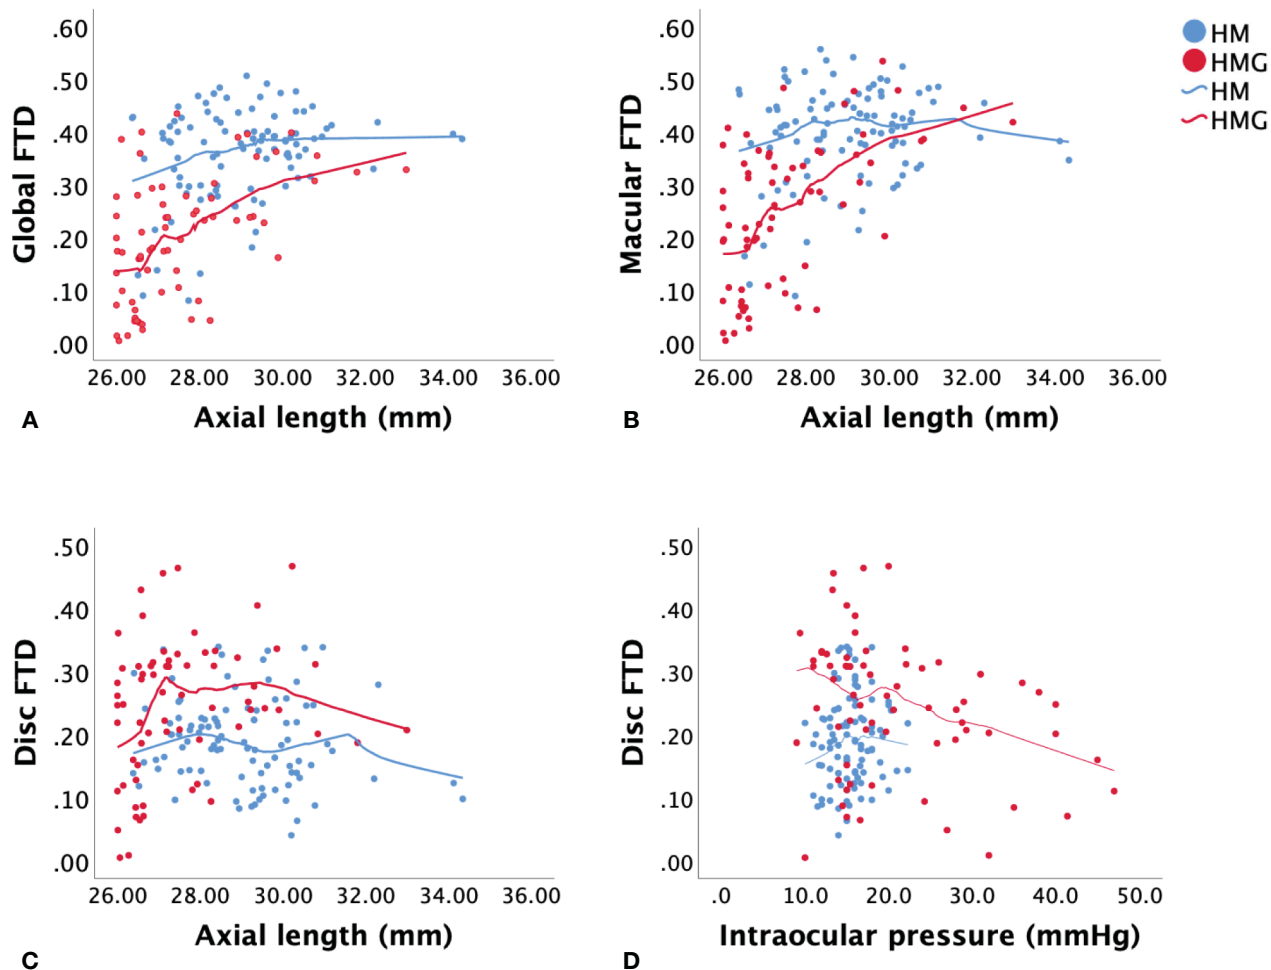 .60
.50
.40
.30
.20
.10
.00
Global FTD
26.00 28.00 30.00 32.00 34.00 36.00
Axial length (mm)
A
.60
.50
.40
.30
.20
.10
.00
Macular FTD
26.00 28.00 30.00 32.00 34.00 36.00
Axial length (mm)
B
HM
HMG
HM
HMG
.50
.40
.30
.20
.10
.00
Disc FTD
26.00 28.00 30.00 32.00 34.00 36.00
Axial length (mm)
C
.50
.40
.30
.20
.10
.00
Disc FTD
.0 10.0 20.0 30.0 40.0 50.0
Intraocular pressure (mmHg)
D